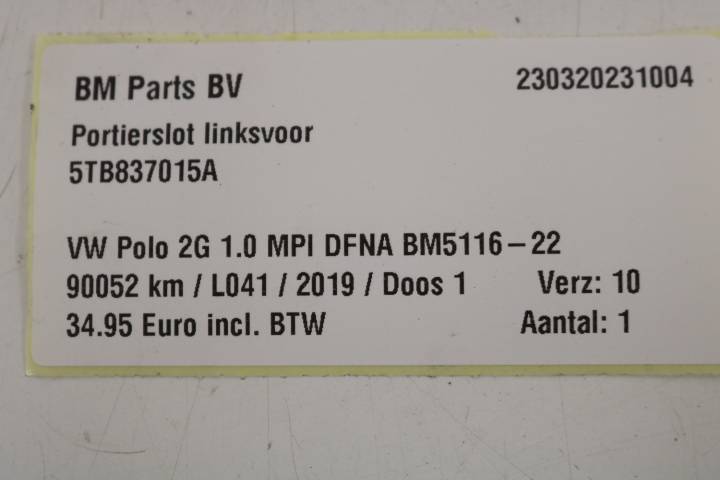 BM Parts BV 230320231004
Portierslot linksvoor
5TB837015A
VW Polo 2G 1.0 MPI DFNA BM5116-22
90052 km / L041 / 2019 / Doos 1 Verz: 10
34.95 Euro incl. BTW Aantal: 1